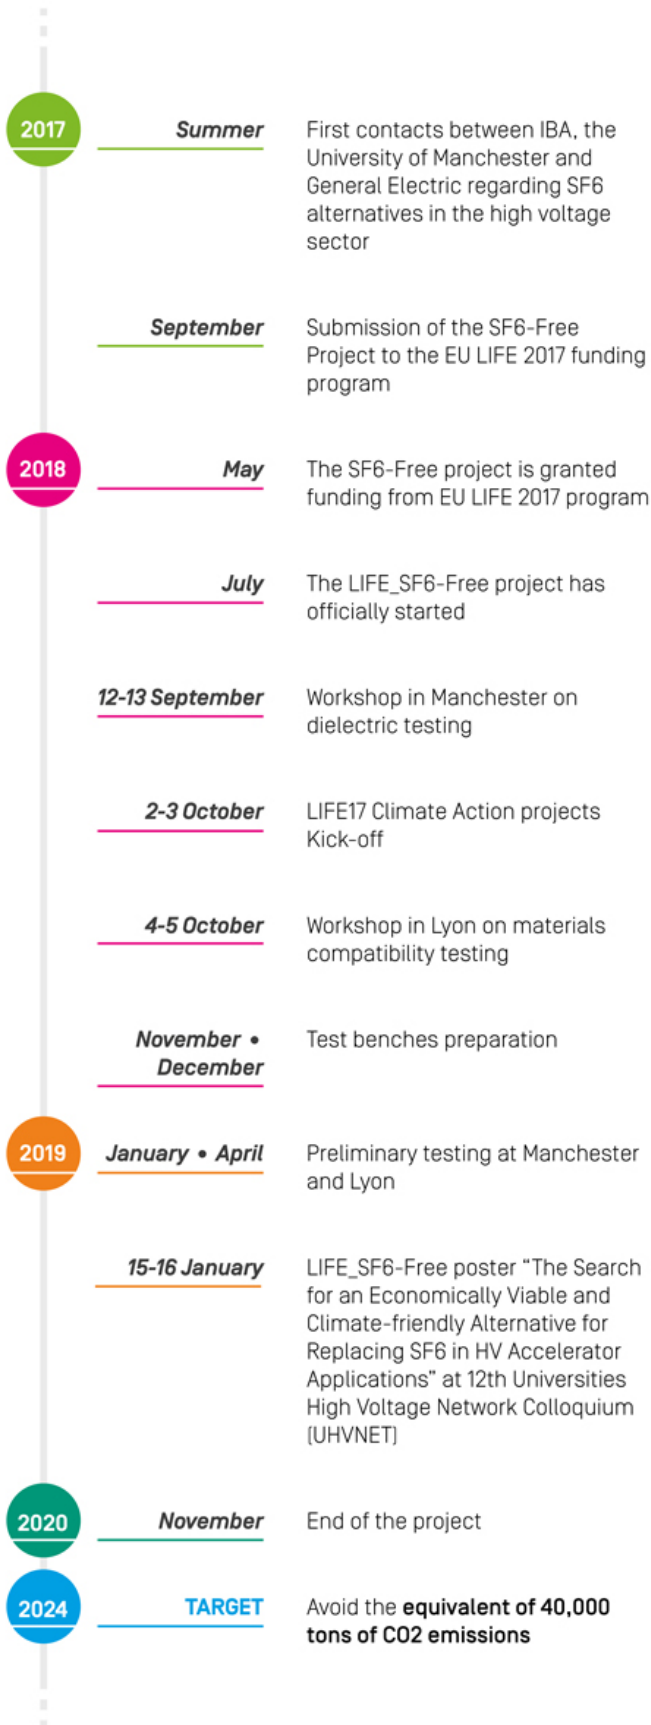 2017
Summer
First contacts between IBA, the
University of Manchester and
General Electric regarding SF6
alternatives in the high voltage
sector
September
Submission of the SF6-Free
Project to the EU LIFE 2017 funding
program
2018
May
The SF6-Free project is granted
funding from EU LIFE 2017 program
July
The LIFE_SF6-Free project has
officially started
12-13 September
Workshop in Manchester on
dielectric testing
2-3 October
LIFE17 Climate Action projects
Kick-off
4-5 October
Workshop in Lyon on materials
compatibility testing
November •
December
Test benches preparation
2019
January • April
Preliminary testing at Manchester
and Lyon
15-16 January
LIFE_SF6-Free poster “The Search
for an Economically Viable and
Climate-friendly Alternative for
Replacing SF6 in HV Accelerator
Applications” at 12th Universities
High Voltage Network Colloquium
(UHVNET)
2020
November
End of the project
2024
TARGET
Avoid the equivalent of 40,000
tons of CO2 emissions